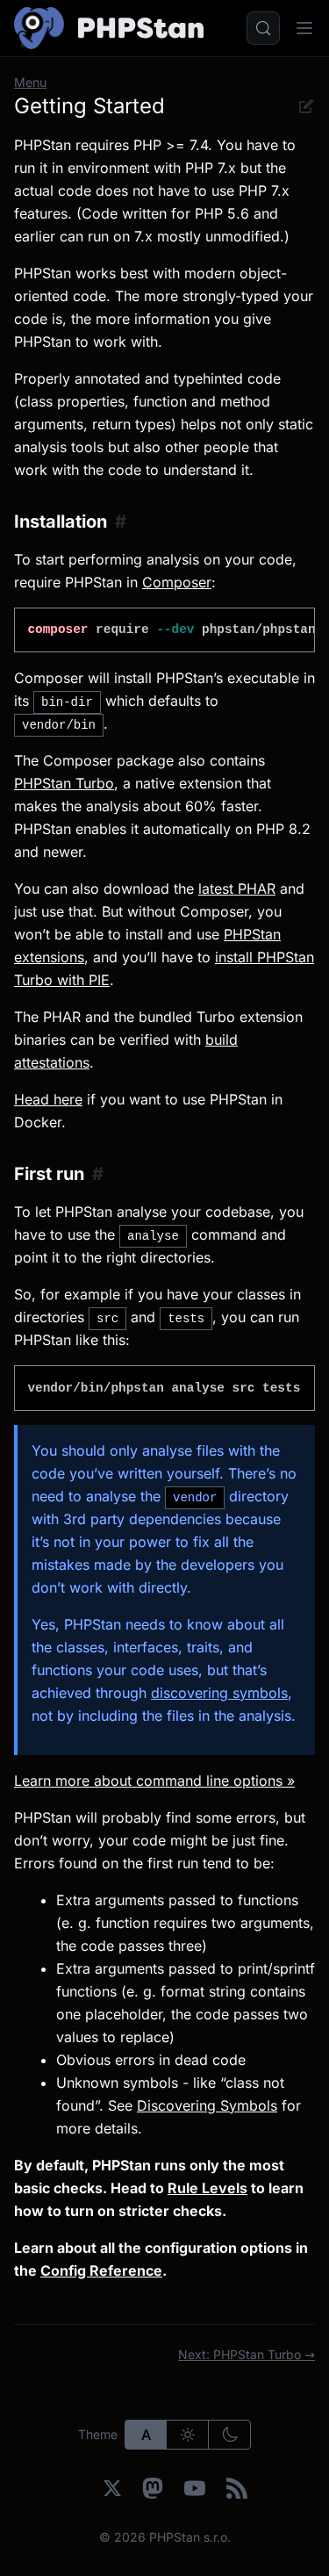 PHPStan
Menu
Getting Started
PHPStan requires PHP >= 7.4. You have to
run it in environment with PHP 7.x but the
actual code does not have to use PHP 7.x
features. (Code written for PHP 5.6 and
earlier can run on 7.x mostly unmodified.)
PHPStan works best with modern object-
oriented code. The more strongly-typed your
code is, the more information you give
PHPStan to work with.
Properly annotated and typehinted code
(class properties, function and method
arguments, return types) helps not only static
analysis tools but also other people that
work with the code to understand it.
Installation #
To start performing analysis on your code,
require PHPStan in Composer:
composer require --dev phpstan/phpstan
Composer will install PHPStan’s executable in
its bin-dir which defaults to
vendor/bin.
The Composer package also contains
PHPStan Turbo, a native extension that
makes the analysis about 60% faster.
PHPStan enables it automatically on PHP 8.2
and newer.
You can also download the latest PHAR and
just use that. But without Composer, you
won’t be able to install and use PHPStan
extensions, and you’ll have to install PHPStan
Turbo with PIE.
The PHAR and the bundled Turbo extension
binaries can be verified with build
attestations.
Head here if you want to use PHPStan in
Docker.
First run #
To let PHPStan analyse your codebase, you
have to use the analyse command and
point it to the right directories.
So, for example if you have your classes in
directories src and tests, you can run
PHPStan like this:
vendor/bin/phpstan analyse src tests
You should only analyse files with the
code you’ve written yourself. There’s no
need to analyse the vendor directory
with 3rd party dependencies because
it’s not in your power to fix all the
mistakes made by the developers you
don’t work with directly.
Yes, PHPStan needs to know about all
the classes, interfaces, traits, and
functions your code uses, but that’s
achieved through discovering symbols,
not by including the files in the analysis.
Learn more about command line options »
PHPStan will probably find some errors, but
don’t worry, your code might be just fine.
Errors found on the first run tend to be:
• Extra arguments passed to functions
(e. g. function requires two arguments,
the code passes three)
• Extra arguments passed to print/sprintf
functions (e. g. format string contains
one placeholder, the code passes two
values to replace)
• Obvious errors in dead code
• Unknown symbols - like “class not
found”. See Discovering Symbols for
more details.
By default, PHPStan runs only the most
basic checks. Head to Rule Levels to learn
how to turn on stricter checks.
Learn about all the configuration options in
the Config Reference.
Next: PHPStan Turbo →
Theme A
© 2026 PHPStan s.r.o.